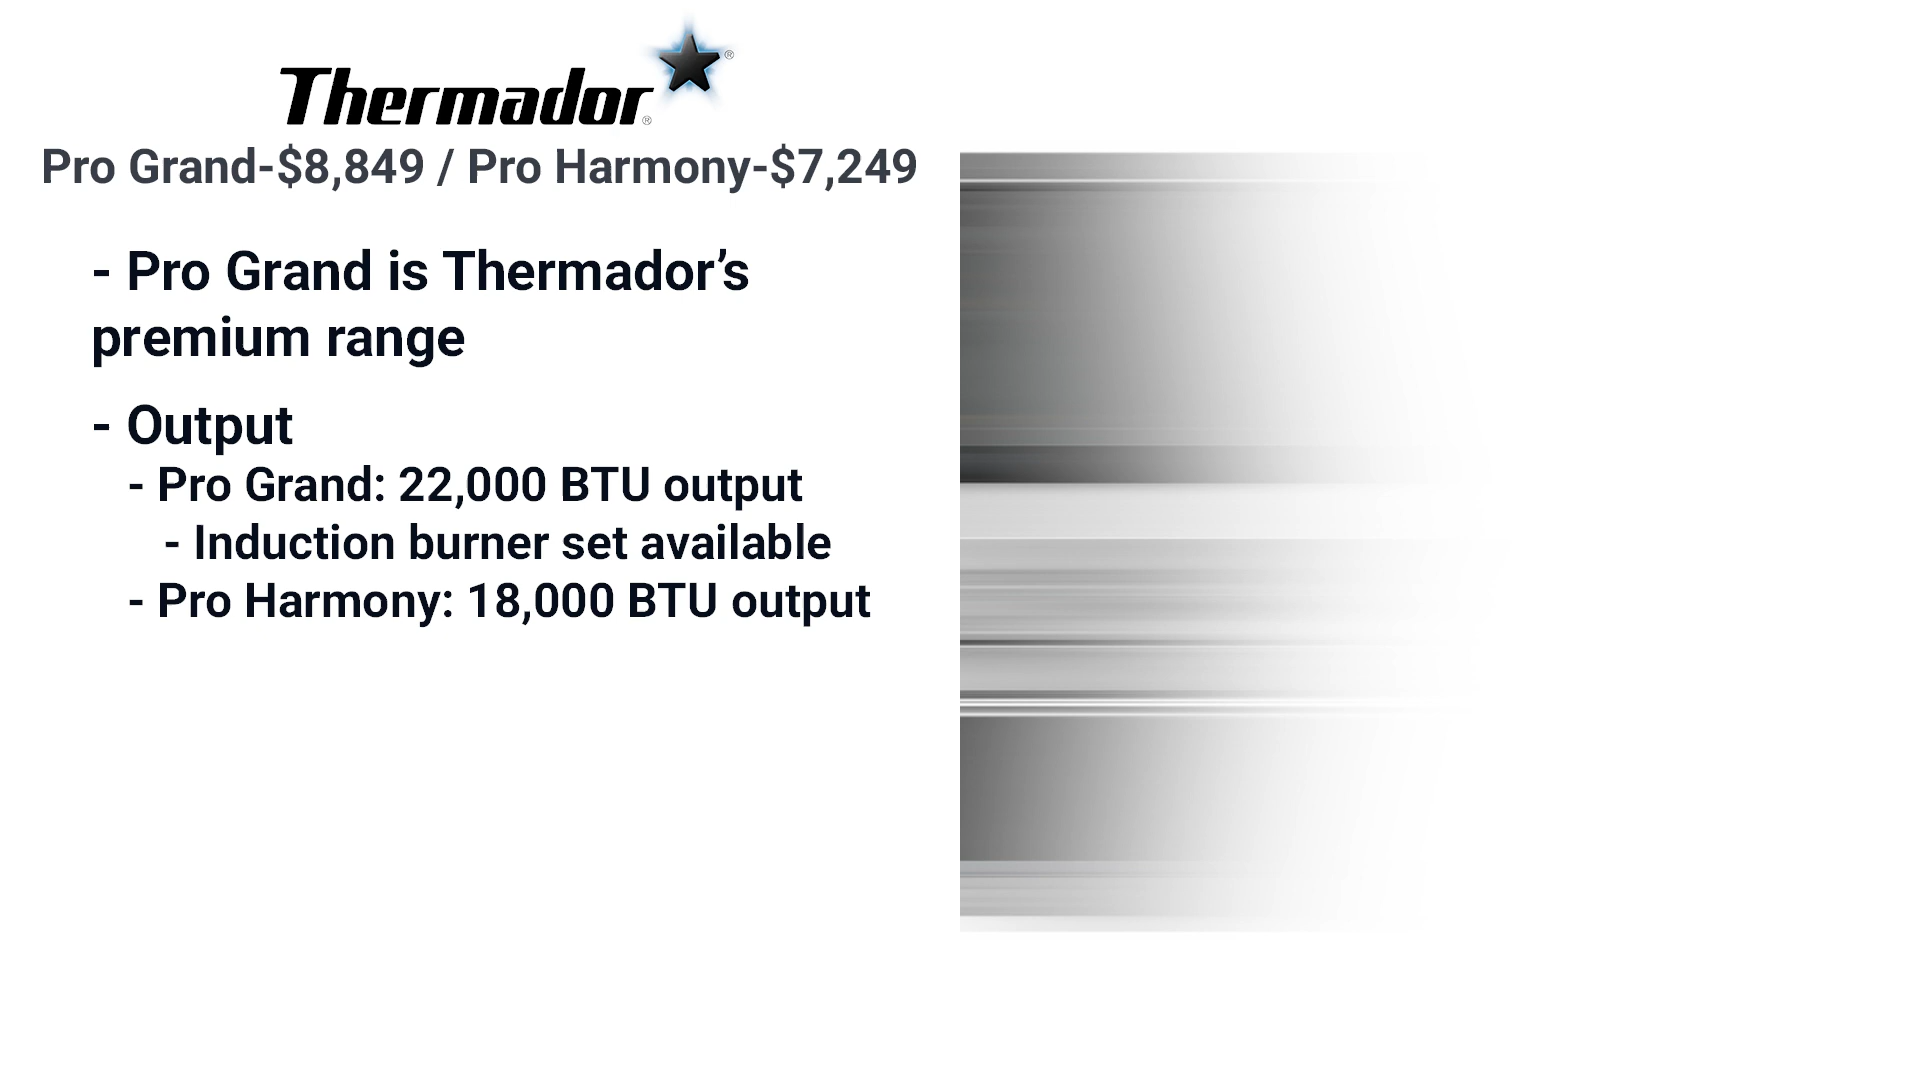 Thermador®
®
Pro Grand-$8,849 / Pro Harmony-$7,249
- Pro Grand is Thermador’s
premium range
- Output
- Pro Grand: 22,000 BTU output
- Induction burner set available
- Pro Harmony: 18,000 BTU output